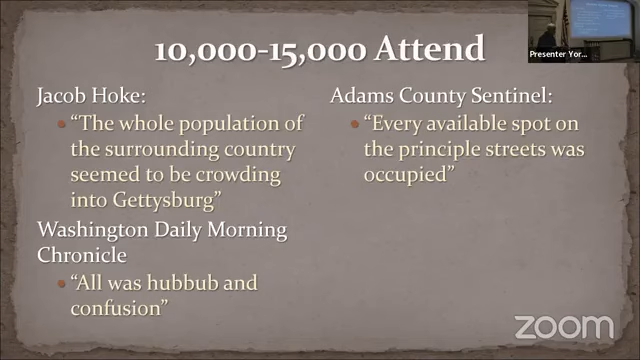 10,000-15,000 Attend
Presenter Yor...
Jacob Hoke:
• “The whole population of
the surrounding country
seemed to be crowding
into Gettysburg”
Washington Daily Morning
Chronicle
• “All was hubbub and
confusion”
Adams County Sentinel:
• “Every available spot on
the principle streets was
occupied”
zoom